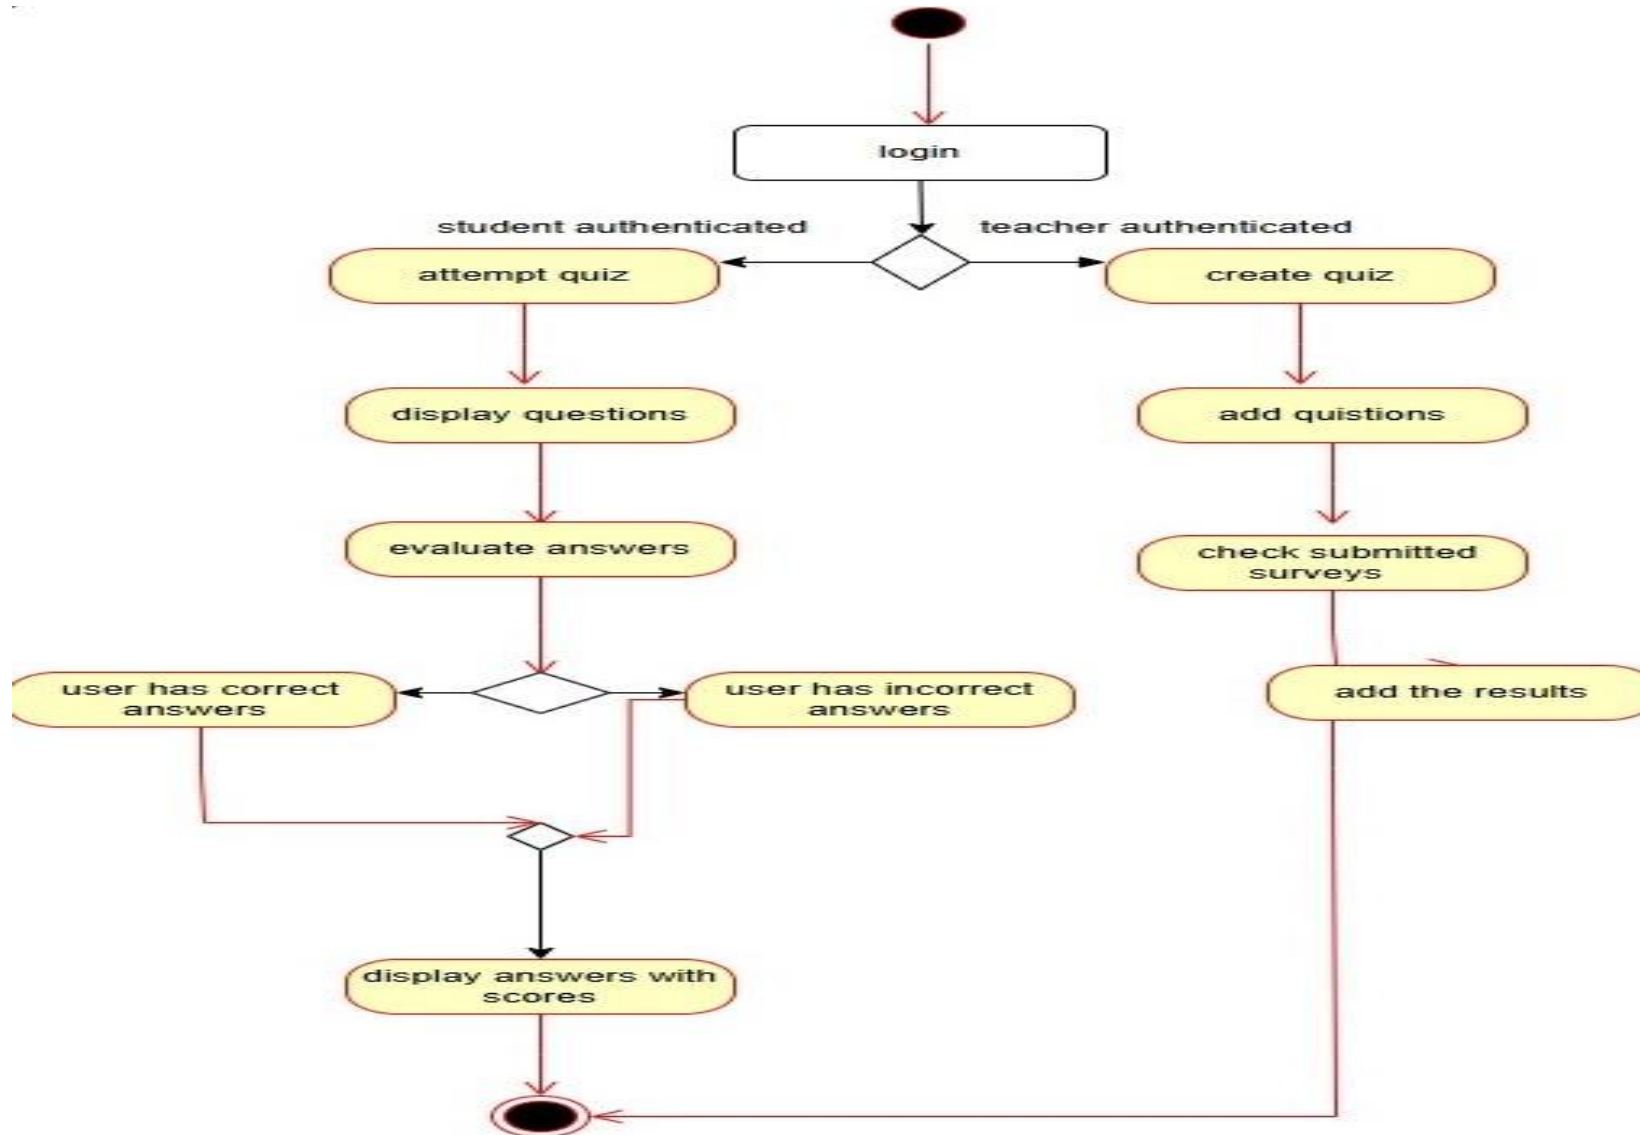 login
student authenticated
teacher authenticated
attempt quiz
create quiz
display questions
add quistions
evaluate answers
check submitted
surveys
user has correct
answers
user has incorrect
answers
add the results
display answers with
scores